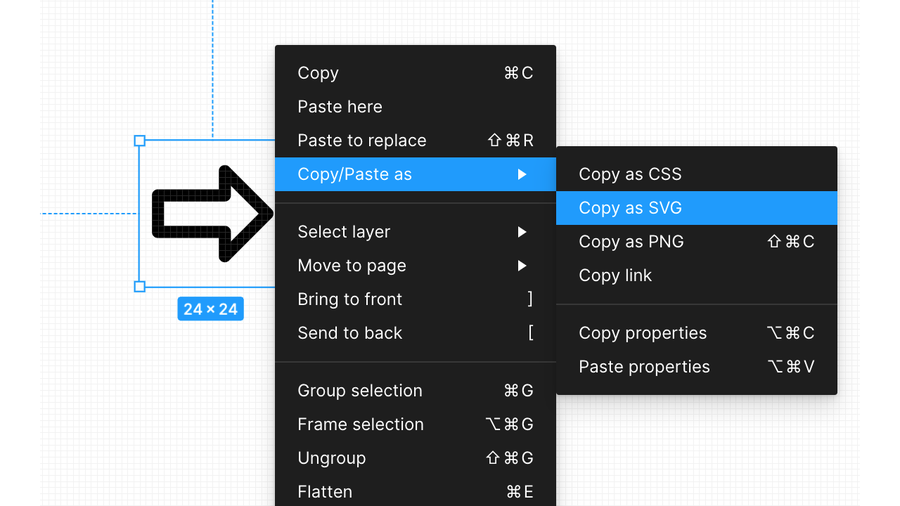 Copy ⌘C
Paste here
Paste to replace ⇧⌘R
Copy/Paste as ▶
Select layer ▶
Move to page ▶
Bring to front ]
Send to back [
Group selection ⌘G
Frame selection ⌥⌘G
Ungroup ⇧⌘G
Flatten ⌘E
Copy as CSS
Copy as SVG
Copy as PNG ⇧⌘C
Copy link
Copy properties ⌥⌘C
Paste properties ⌥⌘V
24 × 24